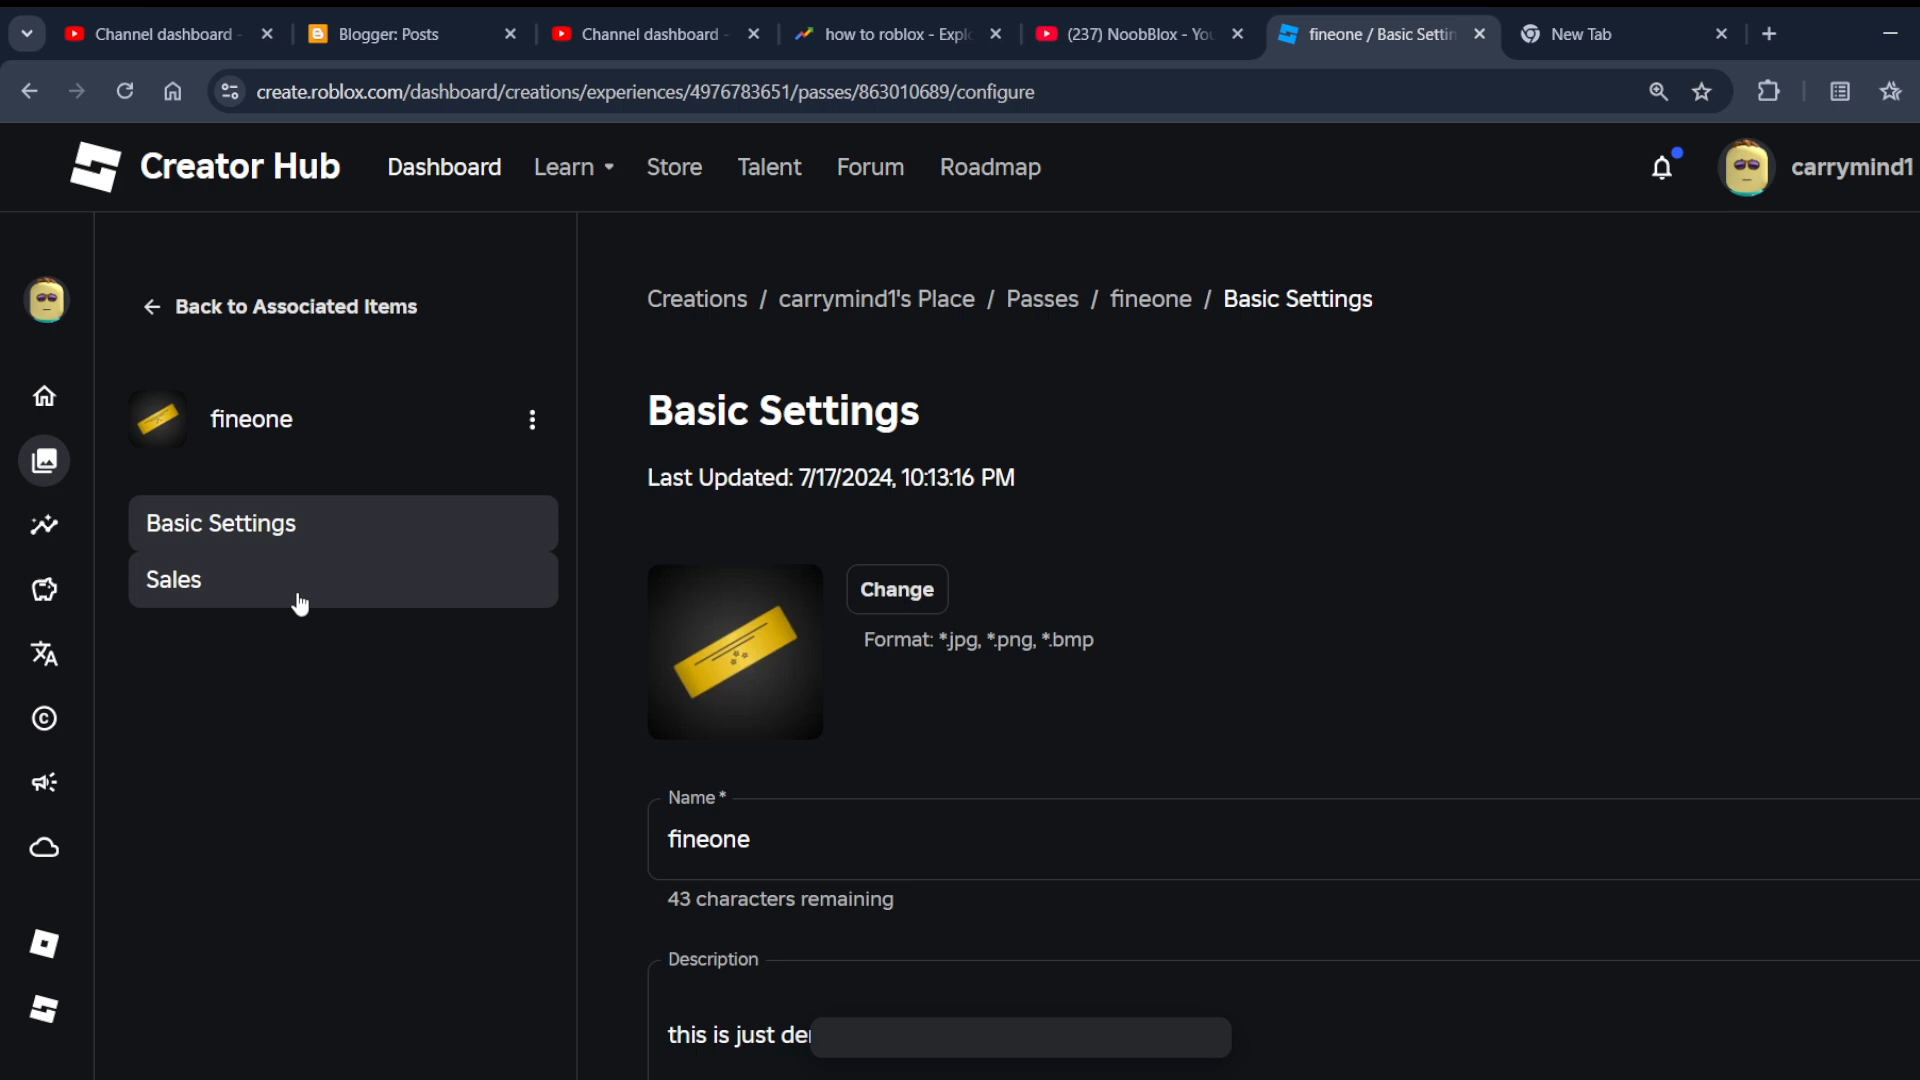 Channel dashboard -
Blogger: Posts
Channel dashboard -
how to roblox - Explo
(237) NoobBlox - You
fineone / Basic Settin
New Tab
create.roblox.com/dashboard/creations/experiences/4976783651/passes/863010689/configure
Creator Hub
Dashboard
Learn
Store
Talent
Forum
Roadmap
carrymind1
Back to Associated Items
Creations / carrymind1's Place / Passes / fineone / Basic Settings
fineone
Basic Settings
Sales
Basic Settings
Last Updated: 7/17/2024, 10:13:16 PM
Change
Format: *.jpg, *.png, *.bmp
Name *
fineone
43 characters remaining
Description
this is just de